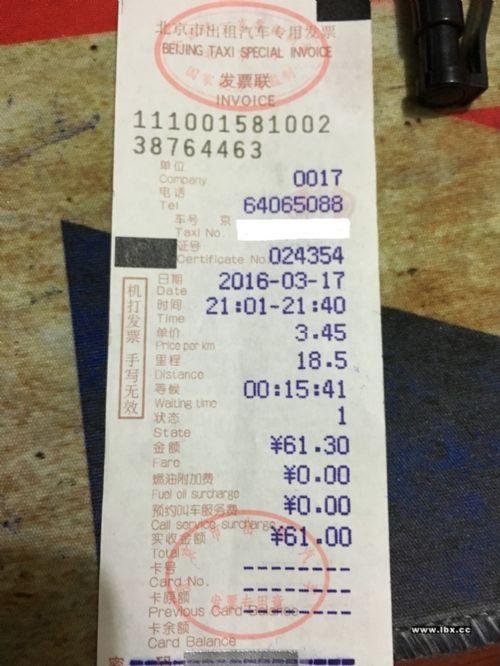 北京市出租汽车专用发票
BEIJING TAXI SPECIAL INVOICE
发票联
INVOICE
111001581002
38764463
单位
Company 0017
电话
Tel 64065088
车号 京
Taxi No.
证号
Certificate No. 024354
日期
Date 2016-03-17
时间
Time 21:01-21:40
单价
Price per km 3.45
里程
Distance 18.5
等候
Waiting time 00:15:41
状态
State 1
金额
Fare ¥61.30
燃油附加费
Fuel oil surcharge ¥0.00
预约叫车服务费
Call service surcharge ¥0.00
实收金额
Total ¥61.00
卡号
Card No. -------
卡原额
Previous Card Balance -------
卡余额
Card Balance -------
密 码
机打发票 手写无效
发票专用章
www.lbx.cc